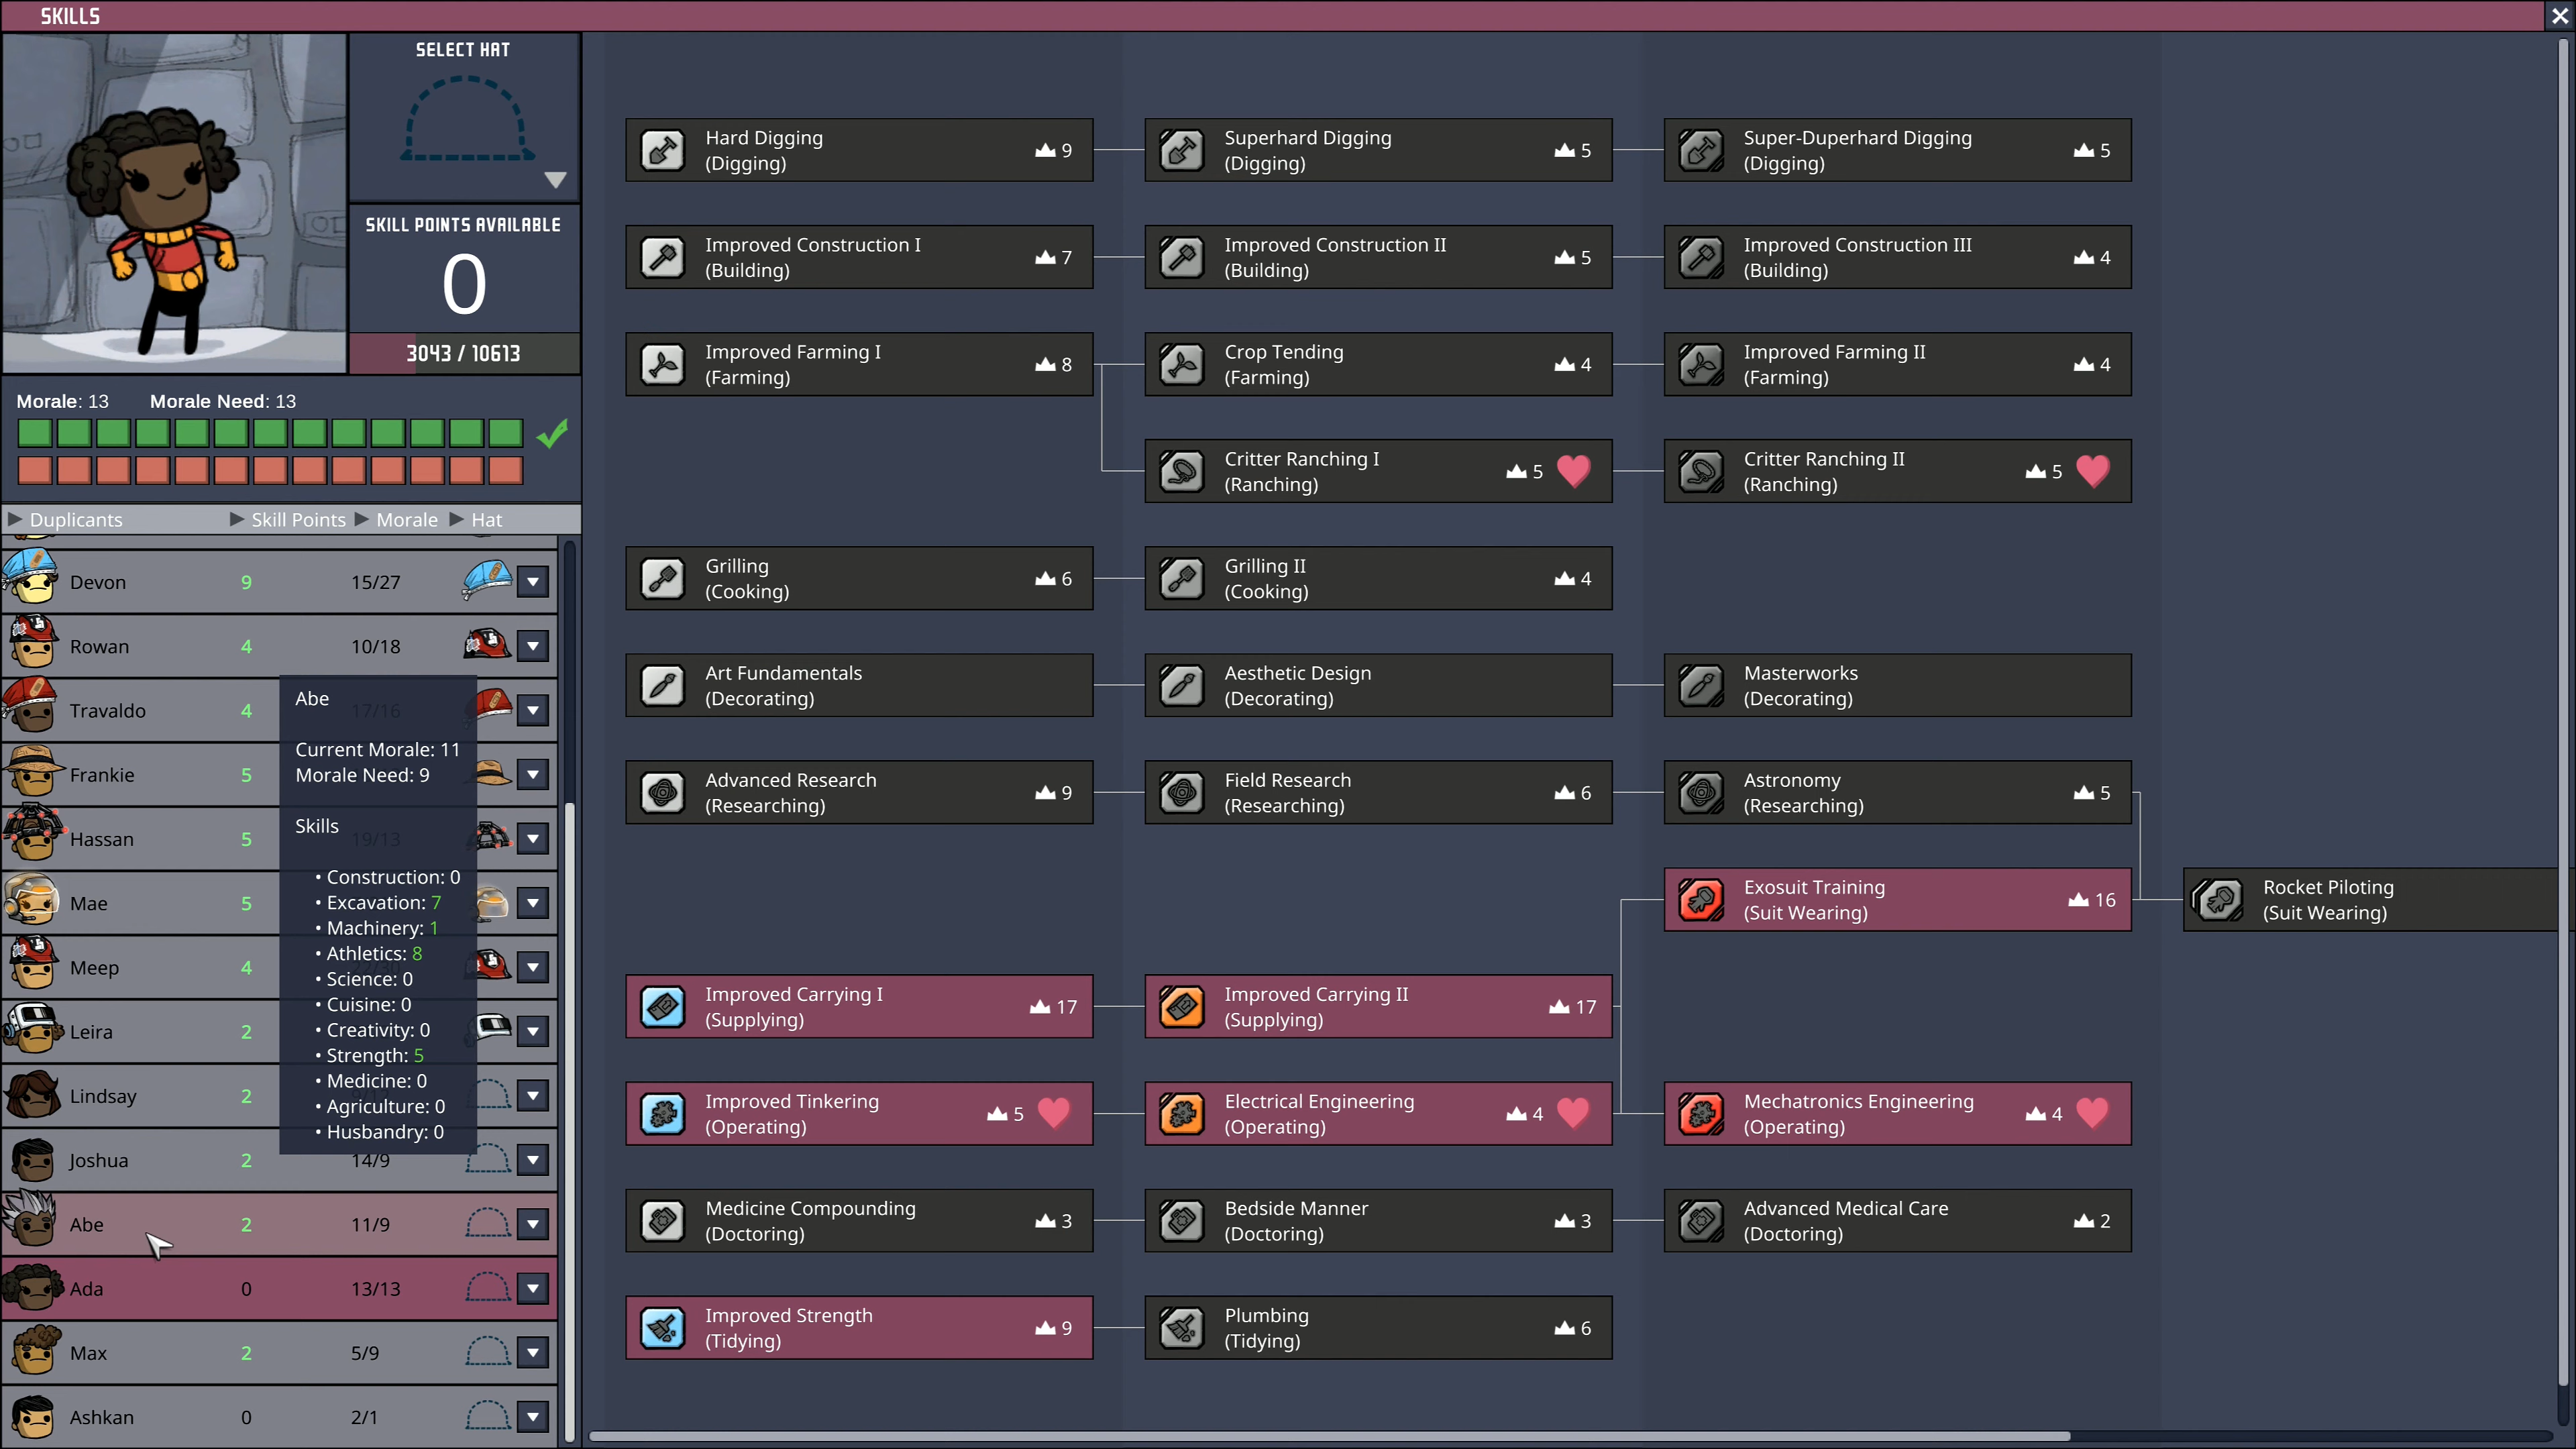 SKILLS
SELECT HAT
SKILL POINTS AVAILABLE
0
3043 / 10613
Morale: 13 Morale Need: 13
Duplicants Skill Points Morale Hat
Devon 9 15/27
Rowan 4 10/18
Travaldo 4 17/16
Frankie 5
Hassan 5 19/13
Mae 5
Meep 4
Leira 2
Lindsay 2
Joshua 2 14/9
Abe 2 11/9
Ada 0 13/13
Max 2 5/9
Ashkan 0 2/1
Abe
Current Morale: 11
Morale Need: 9
Skills
• Construction: 0
• Excavation: 7
• Machinery: 1
• Athletics: 8
• Science: 0
• Cuisine: 0
• Creativity: 0
• Strength: 5
• Medicine: 0
• Agriculture: 0
• Husbandry: 0
Hard Digging
(Digging)
9
Superhard Digging
(Digging)
5
Super-Duperhard Digging
(Digging)
5
Improved Construction I
(Building)
7
Improved Construction II
(Building)
5
Improved Construction III
(Building)
4
Improved Farming I
(Farming)
8
Crop Tending
(Farming)
4
Improved Farming II
(Farming)
4
Critter Ranching I
(Ranching)
5
Critter Ranching II
(Ranching)
5
Grilling
(Cooking)
6
Grilling II
(Cooking)
4
Art Fundamentals
(Decorating)
Aesthetic Design
(Decorating)
Masterworks
(Decorating)
Advanced Research
(Researching)
9
Field Research
(Researching)
6
Astronomy
(Researching)
5
Exosuit Training
(Suit Wearing)
16
Rocket Piloting
(Suit Wearing)
Improved Carrying I
(Supplying)
17
Improved Carrying II
(Supplying)
17
Improved Tinkering
(Operating)
5
Electrical Engineering
(Operating)
4
Mechatronics Engineering
(Operating)
4
Medicine Compounding
(Doctoring)
3
Bedside Manner
(Doctoring)
3
Advanced Medical Care
(Doctoring)
2
Improved Strength
(Tidying)
9
Plumbing
(Tidying)
6